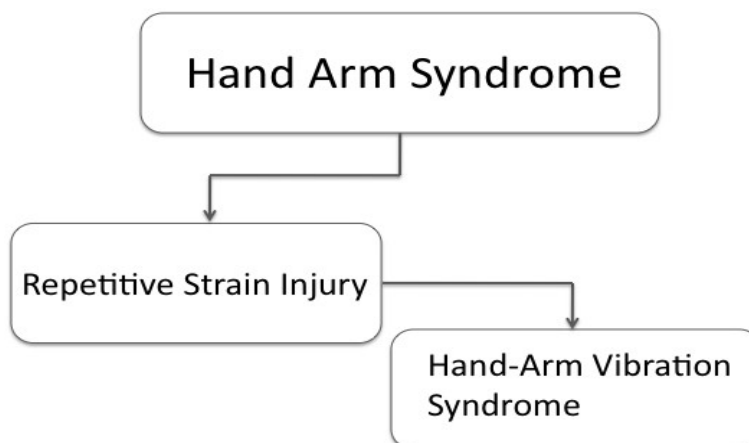 Hand Arm Syndrome
Repetitive Strain Injury
Hand-Arm Vibration
Syndrome